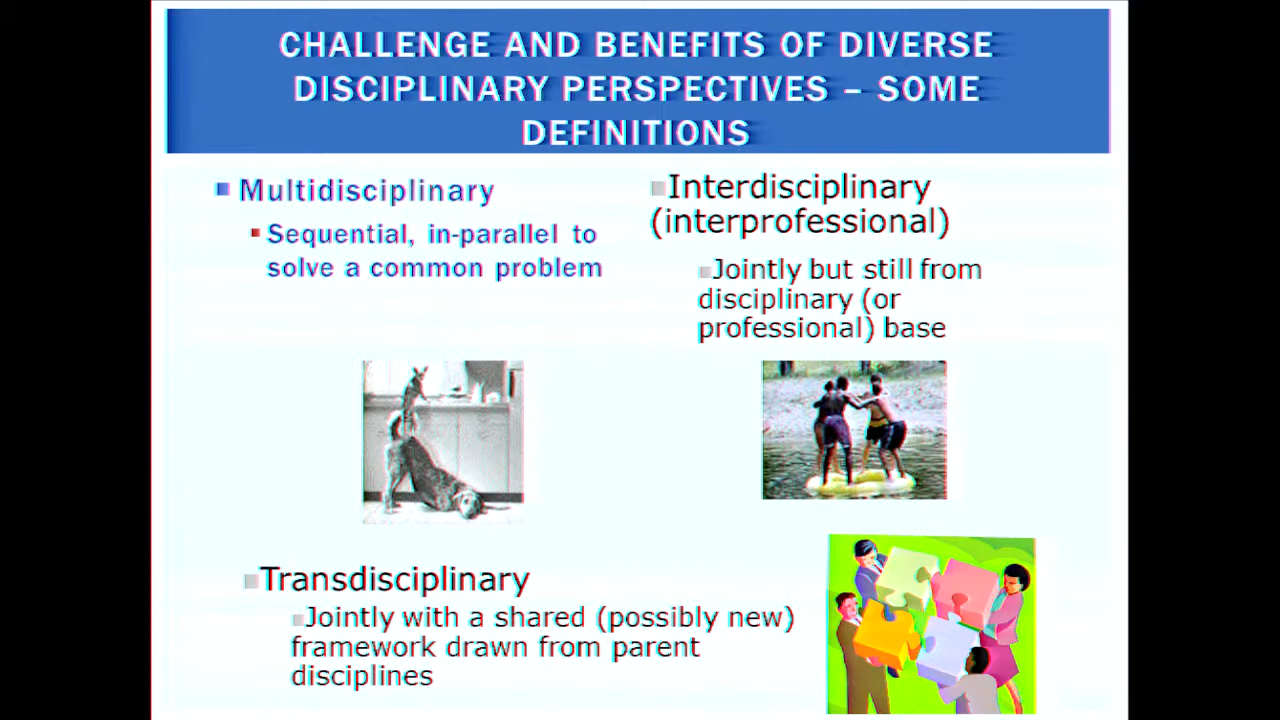 CHALLENGE AND BENEFITS OF DIVERSE
DISCIPLINARY PERSPECTIVES – SOME
DEFINITIONS
Multidisciplinary
Sequential, in-parallel to
solve a common problem
Interdisciplinary
(interprofessional)
Jointly but still from
disciplinary (or
professional) base
Transdisciplinary
Jointly with a shared (possibly new)
framework drawn from parent
disciplines